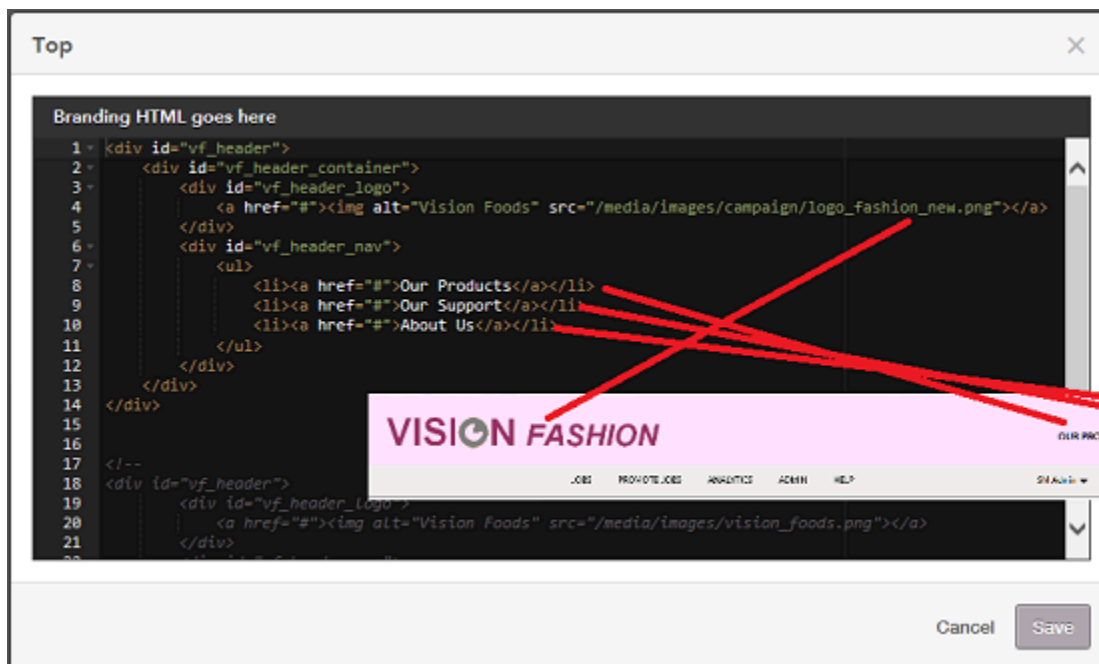 Top
×
Branding HTML goes here
1 <div id="vf_header">
2 <div id="vf_header_container">
3 <div id="vf_header_logo">
4 <a href="#"><img alt="Vision Foods" src="/media/images/campaign/logo_fashion_new.png"></a>
5 </div>
6 <div id="vf_header_nav">
7 <ul>
8 <li><a href="#">Our Products</a></li>
9 <li><a href="#">Our Support</a></li>
10 <li><a href="#">About Us</a></li>
11 </ul>
12 </div>
13 </div>
14 </div>
15
16
17 <!--
18 <div id="vf_header">
19 <div id="vf_header_logo">
20 <a href="#"><img alt="Vision Foods" src="/media/images/vision_foods.png"></a>
21 </div>
22
VISION FASHION
OUR PRO
JOBS PROMOTE JOBS ANALYTICS ADMIN HELP SM Admin
Cancel Save